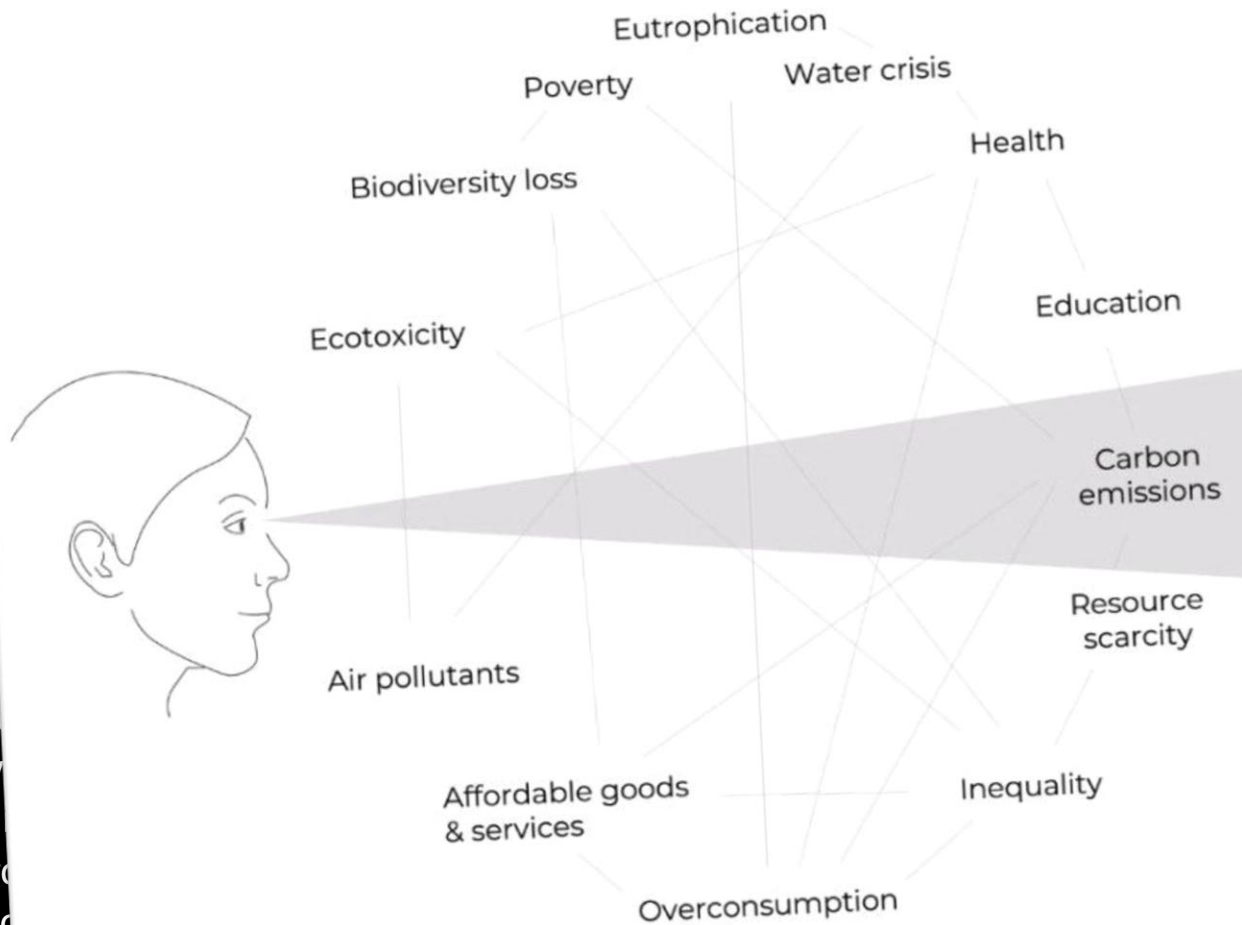 Eutrophication
Poverty
Water crisis
Health
Biodiversity loss
Education
Ecotoxicity
Carbon
emissions
Resource
scarcity
Air pollutants
Affordable goods
& services
Inequality
Overconsumption